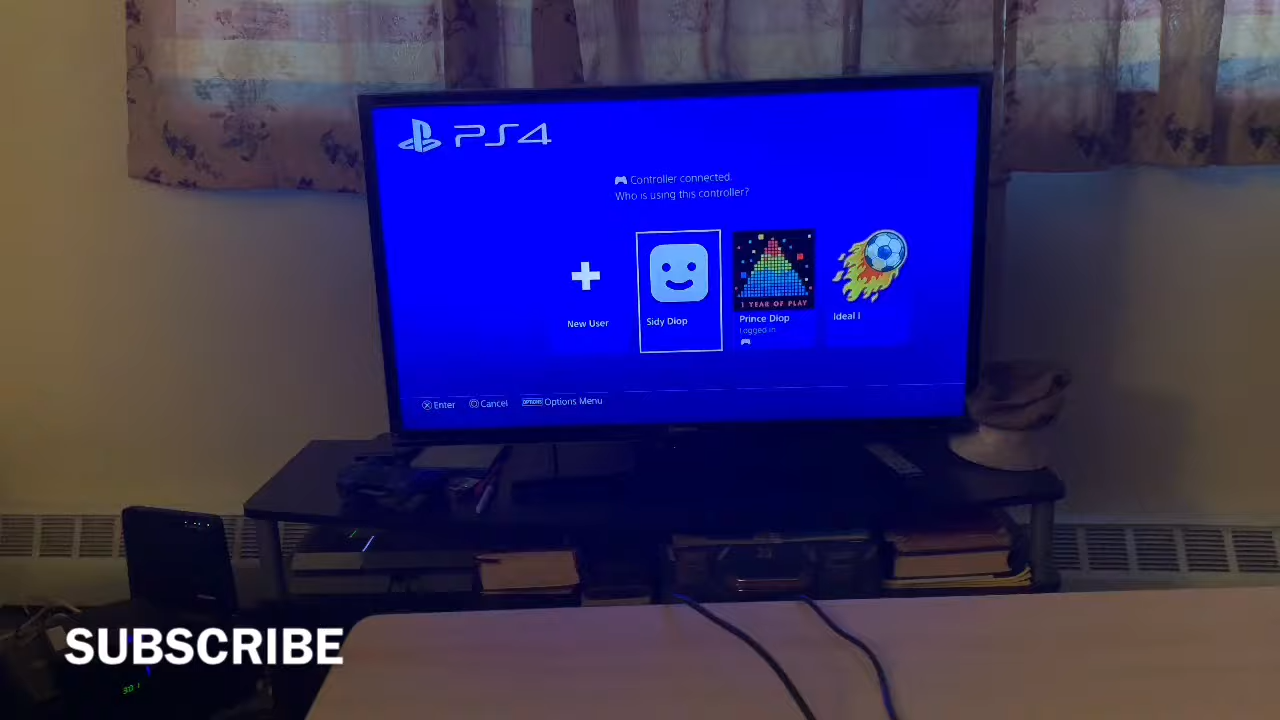 PS4
Controller connected.
Who is using this controller?
New User
Sidy Diop
1 YEAR OF PLAY
Prince Diop
Logged in
Ideal I
Enter
Cancel
OPTIONS
Options Menu
SUBSCRIBE